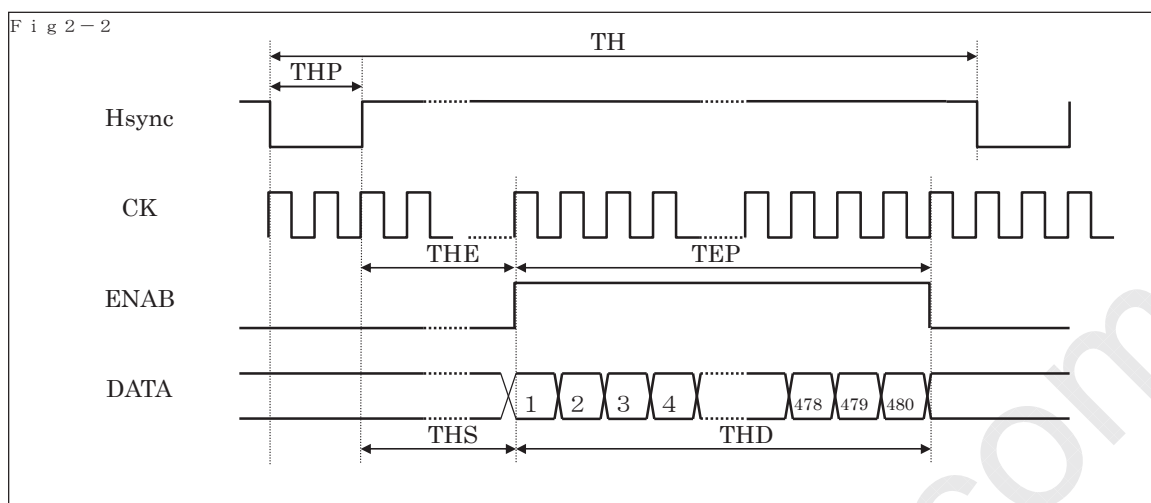 Ｆｉｇ２－２
TH
THP
Hsync
CK
THE
TEP
ENAB
DATA
1 2 3 4 478 479 480
THS
THD
com